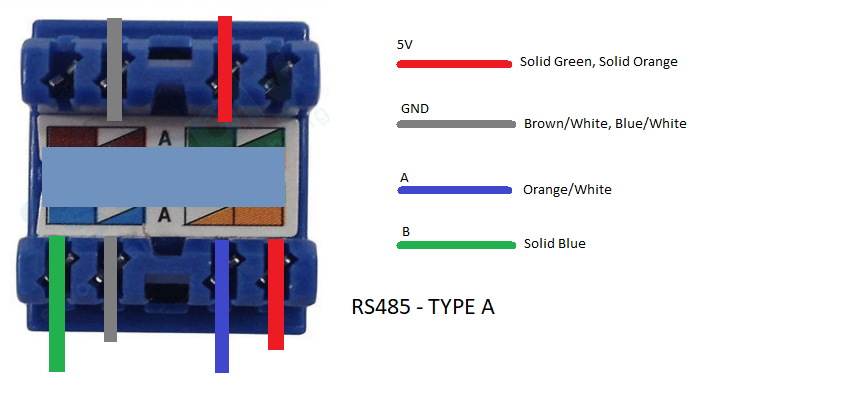 5V
Solid Green, Solid Orange
GND
Brown/White, Blue/White
A
A
Orange/White
A
B
Solid Blue
RS485 - TYPE A